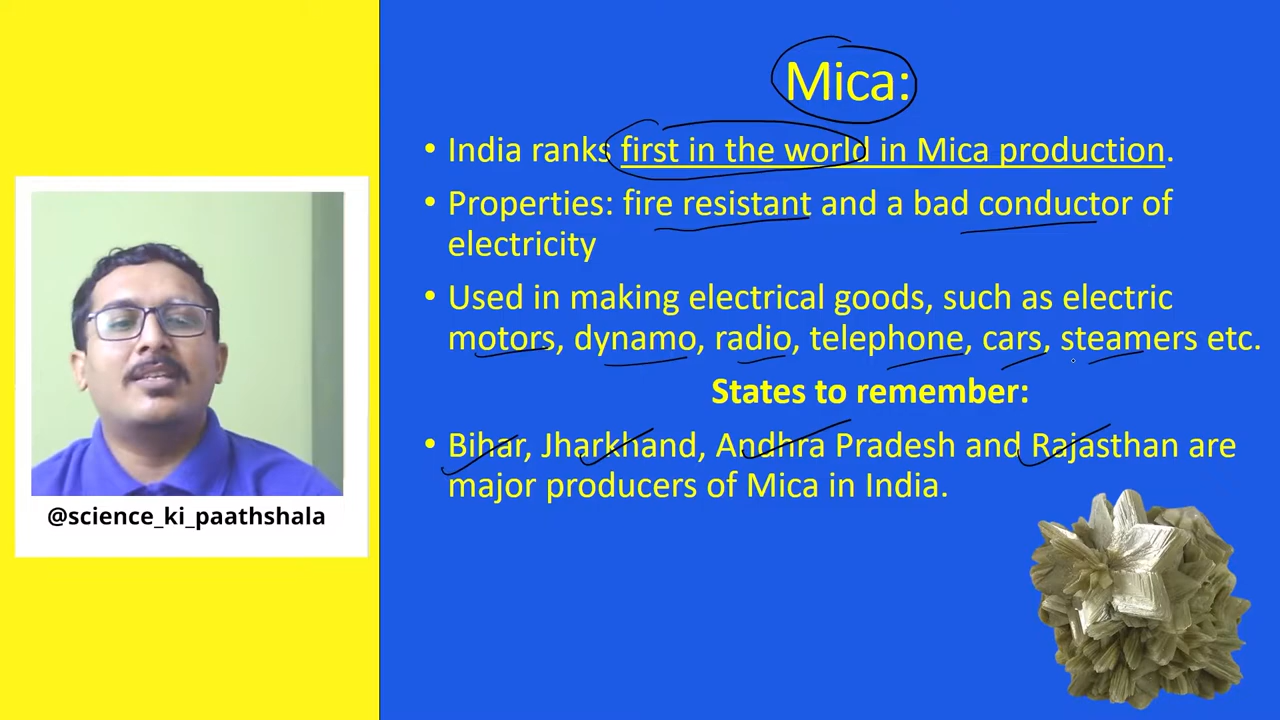 Mica:
• India ranks first in the world in Mica production.
• Properties: fire resistant and a bad conductor of
electricity
• Used in making electrical goods, such as electric
motors, dynamo, radio, telephone, cars, steamers etc.
States to remember:
• Bihar, Jharkhand, Andhra Pradesh and Rajasthan are
major producers of Mica in India.
@science_ki_paathshala